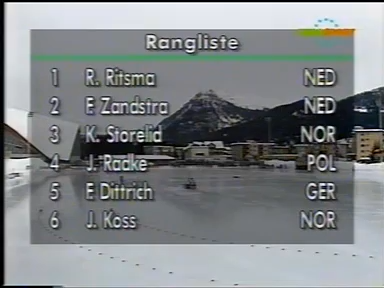 Rangliste
1 R. Ritsma NED
2 F. Zandstra NED
3 K. Storelid NOR
4 J. Radke POL
5 F. Dittrich GER
6 J. Koss NOR